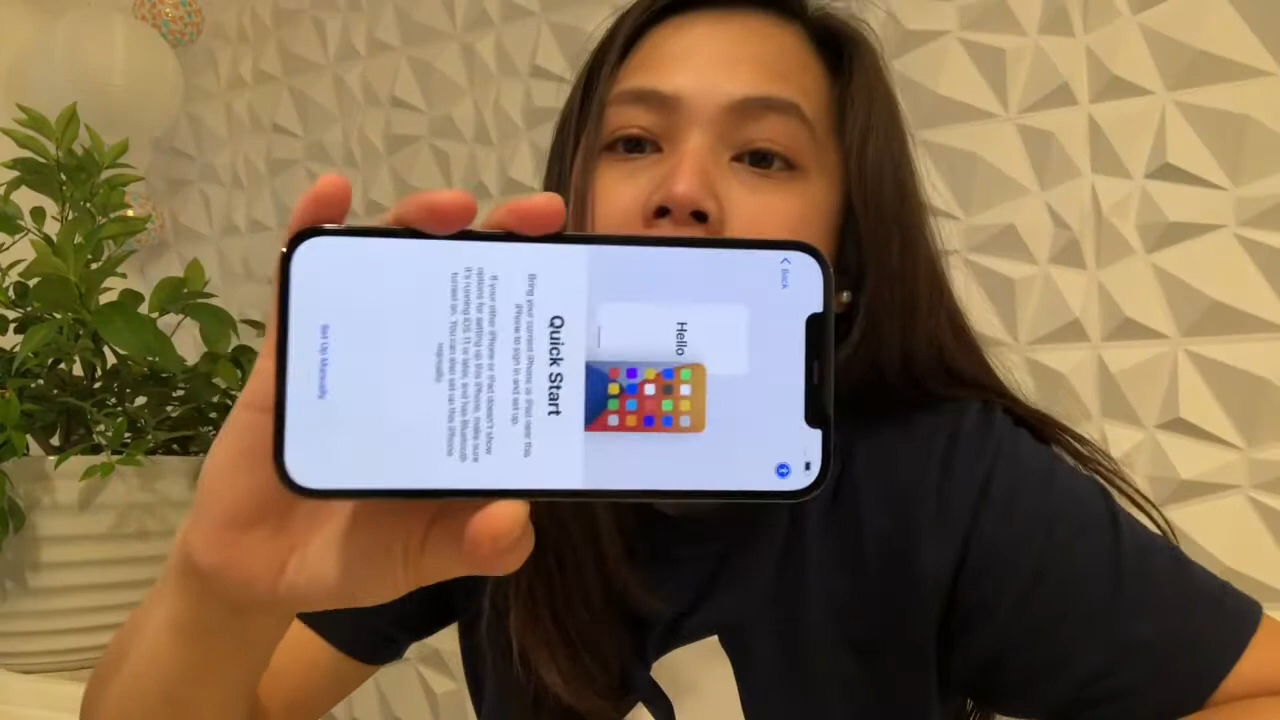 Back
Hello
Quick Start
Bring your current iPhone or iPad near this
iPhone to sign in and set up.
If your other iPhone or iPad doesn't show
options for setting up this iPhone, make sure
it's running iOS 11 or later, and has Bluetooth
turned on. You can also set up this iPhone
manually.
Set Up Manually